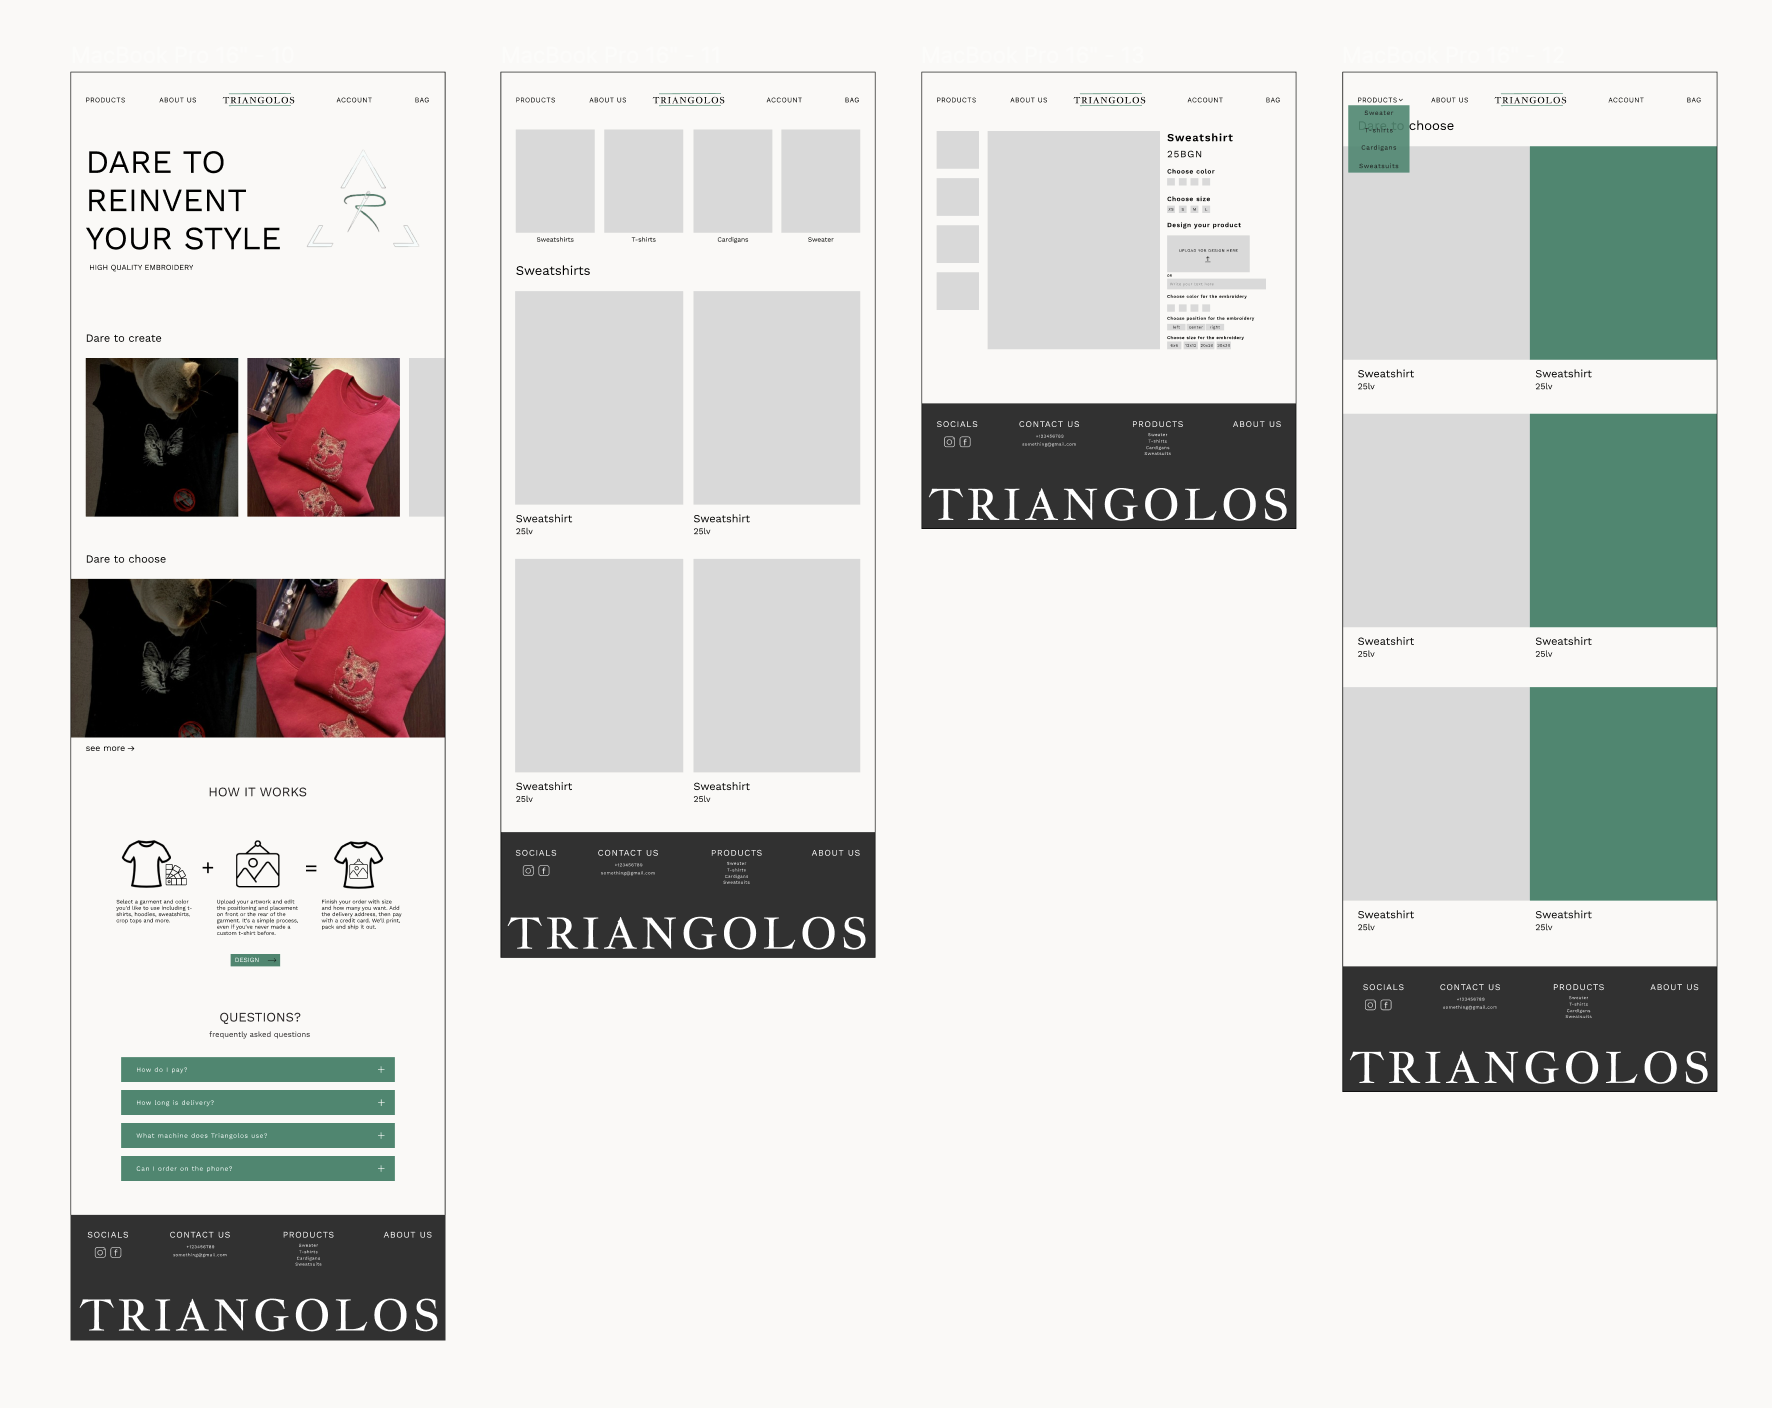 MacBook Pro 16" - 10
PRODUCTS
ABOUT US
TRIANGOLOS
ACCOUNT
BAG
DARE TO
REINVENT
YOUR STYLE
HIGH QUALITY EMBROIDERY
Dare to create
Dare to choose
see more →
HOW IT WORKS
+
=
Select a garment and color
you'd like to use including t-
shirts, hoodies, sweatshirts,
crop tops and more.
Upload your artwork and edit
the positioning and placement
on front or the rear of the
garment. It's a simple process,
even if you've never made a
custom t-shirt before.
Finish your order with size
and how many you want. Add
the delivery address, then pay
with a credit card. We'll print,
pack and ship it out.
DESIGN
QUESTIONS?
frequently asked questions
How do I pay?
How long is delivery?
What machine does Triangolos use?
Can I order on the phone?
SOCIALS
CONTACT US
+123456789
something@gmail.com
PRODUCTS
Sweater
T-shirts
Cardigans
Sweatsuits
ABOUT US
TRIANGOLOS
MacBook Pro 16" - 11
PRODUCTS
ABOUT US
TRIANGOLOS
ACCOUNT
BAG
Sweatshirts
T-shirts
Cardigans
Sweater
Sweatshirts
Sweatshirt
25lv
Sweatshirt
25lv
Sweatshirt
25lv
Sweatshirt
25lv
SOCIALS
CONTACT US
+123456789
something@gmail.com
PRODUCTS
Sweater
T-shirts
Cardigans
Sweatsuits
ABOUT US
TRIANGOLOS
MacBook Pro 16" - 13
PRODUCTS
ABOUT US
TRIANGOLOS
ACCOUNT
BAG
Sweatshirt
25BGN
Choose color
Choose size
XS S M L
Design your product
UPLOAD YOR DESIGN HERE
OR
Write your text here
Choose color for the embroidery
Choose position for the embroidery
left center right
Choose size for the embroidery
SOCIALS
CONTACT US
+123456789
something@gmail.com
PRODUCTS
Sweater
T-shirts
Cardigans
Sweatsuits
ABOUT US
TRIANGOLOS
MacBook Pro 16" - 12
PRODUCTS
ABOUT US
TRIANGOLOS
ACCOUNT
BAG
Sweater
T-shirts
Cardigans
Sweatsuits
Dare to choose
Sweatshirt
25lv
Sweatshirt
25lv
Sweatshirt
25lv
Sweatshirt
25lv
Sweatshirt
25lv
Sweatshirt
25lv
SOCIALS
CONTACT US
+123456789
something@gmail.com
PRODUCTS
Sweater
T-shirts
Cardigans
Sweatsuits
ABOUT US
TRIANGOLOS